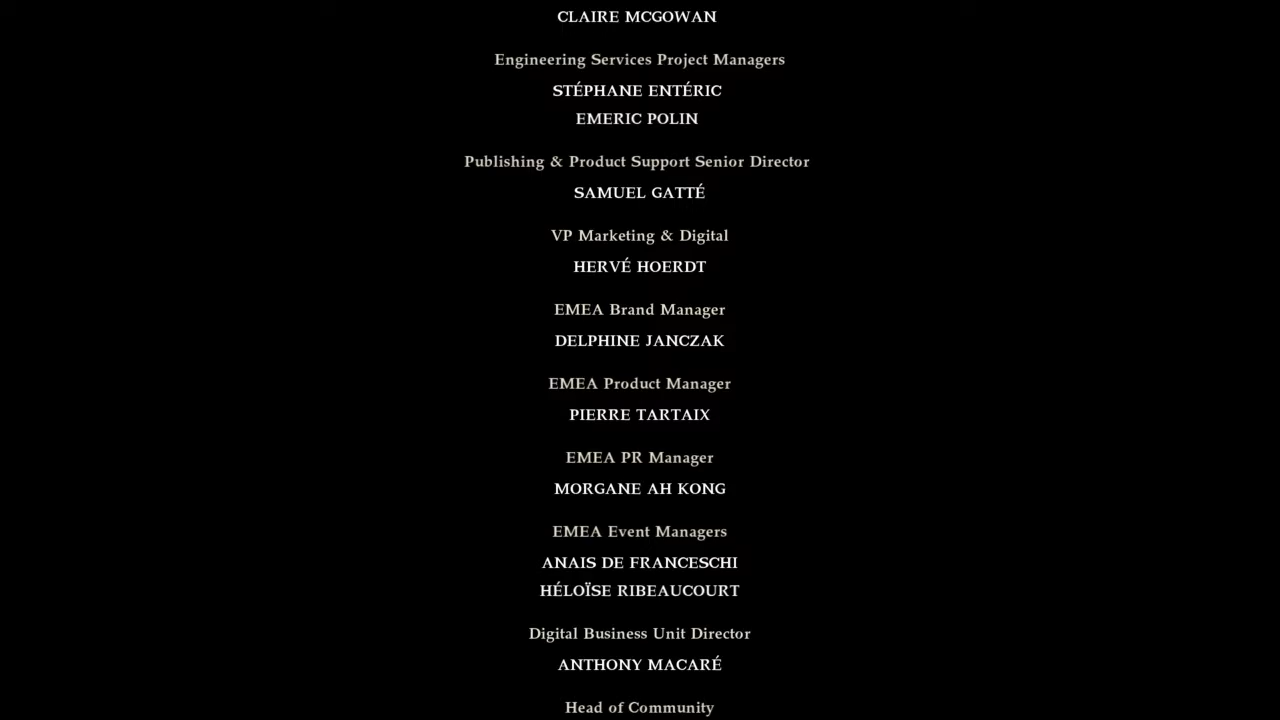 CLAIRE MCGOWAN
Engineering Services Project Managers
STÉPHANE ENTÉRIC
EMERIC POLIN
Publishing & Product Support Senior Director
SAMUEL GATTÉ
VP Marketing & Digital
HERVÉ HOERDT
EMEA Brand Manager
DELPHINE JANCZAK
EMEA Product Manager
PIERRE TARTAIX
EMEA PR Manager
MORGANE AH KONG
EMEA Event Managers
ANAIS DE FRANCESCHI
HÉLOÏSE RIBEAUCOURT
Digital Business Unit Director
ANTHONY MACARÉ
Head of Community